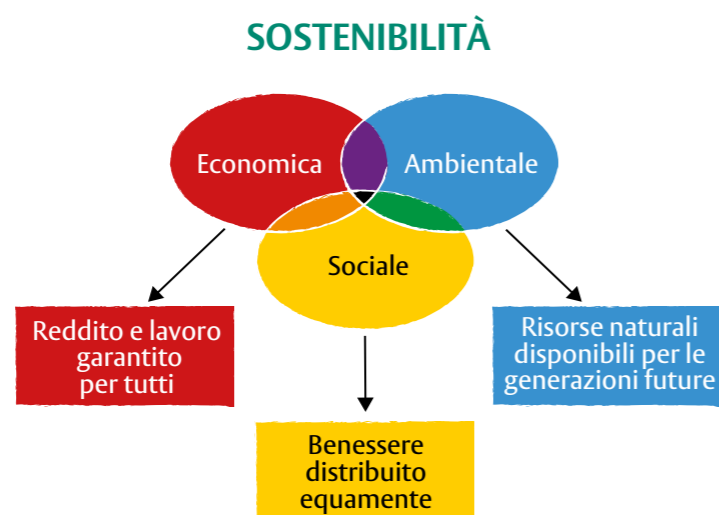 SOSTENIBILITÀ
Economica
Ambientale
Sociale
Reddito e lavoro
garantito
per tutti
Risorse naturali
disponibili per le
generazioni future
Benessere
distribuito
equamente